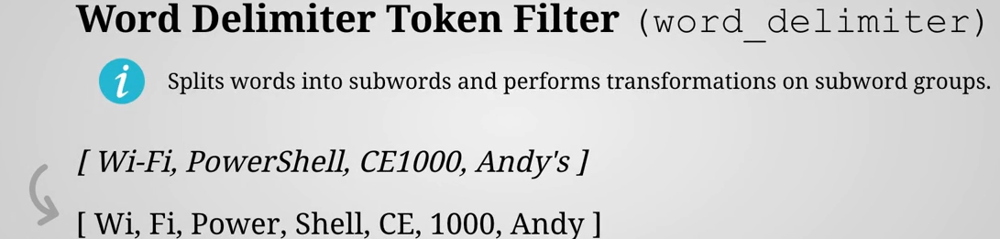 Word Delimiter Token Filter (word_delimiter)
i Splits words into subwords and performs transformations on subword groups.
[ Wi-Fi, PowerShell, CE1000, Andy's ]
[ Wi, Fi, Power, Shell, CE, 1000, Andy ]